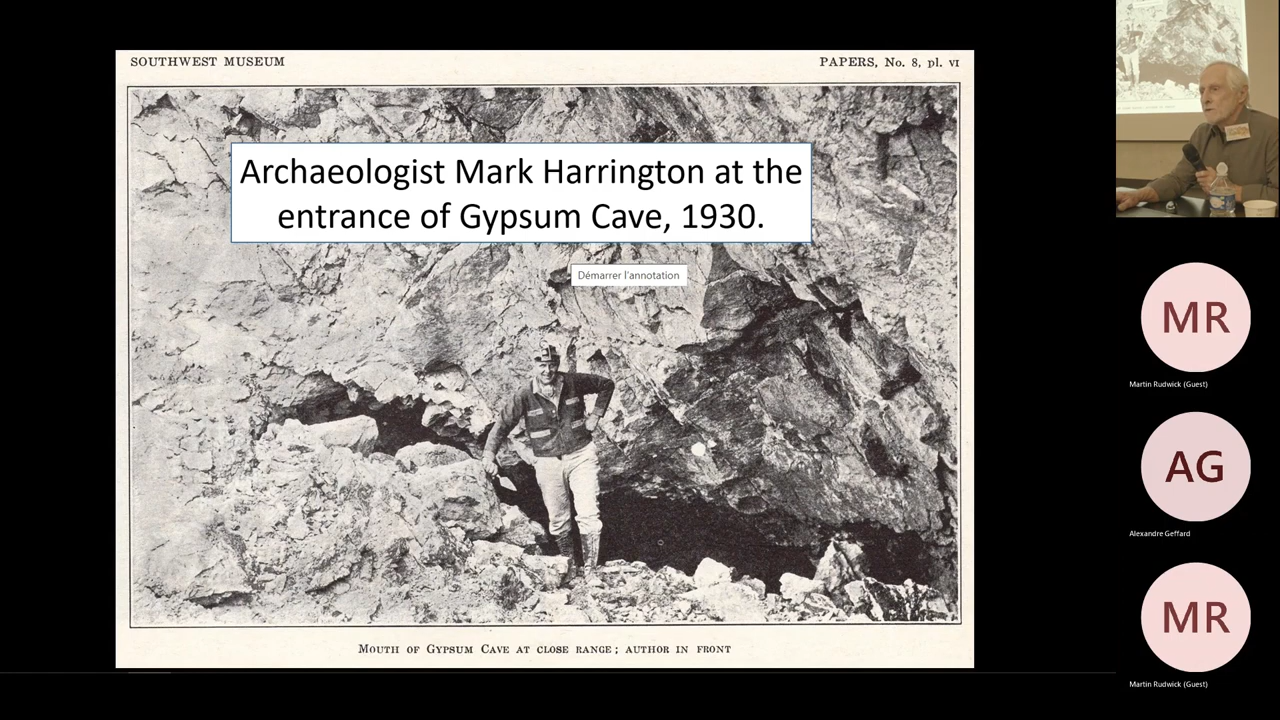 SOUTHWEST MUSEUM
PAPERS, No. 8, pl. VI
Archaeologist Mark Harrington at the
entrance of Gypsum Cave, 1930.
Démarrer l'annotation
MOUTH OF GYPSUM CAVE AT CLOSE RANGE; AUTHOR IN FRONT
MR
Martin Rudwick (Guest)
AG
Alexandre Geffard
MR
Martin Rudwick (Guest)